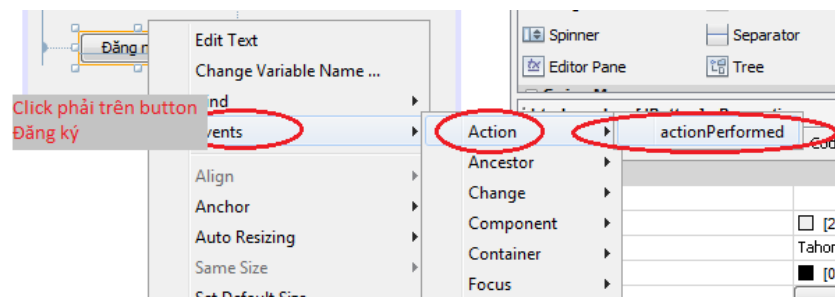 Spinner
Separator
Editor Pane
Tree
Đăng
Edit Text
Change Variable Name ...
Click phải trên button
Đăng ký
Events
Action
actionPerformed
Ancestor
Align
Change
Anchor
Component
Auto Resizing
Container
Same Size
Focus